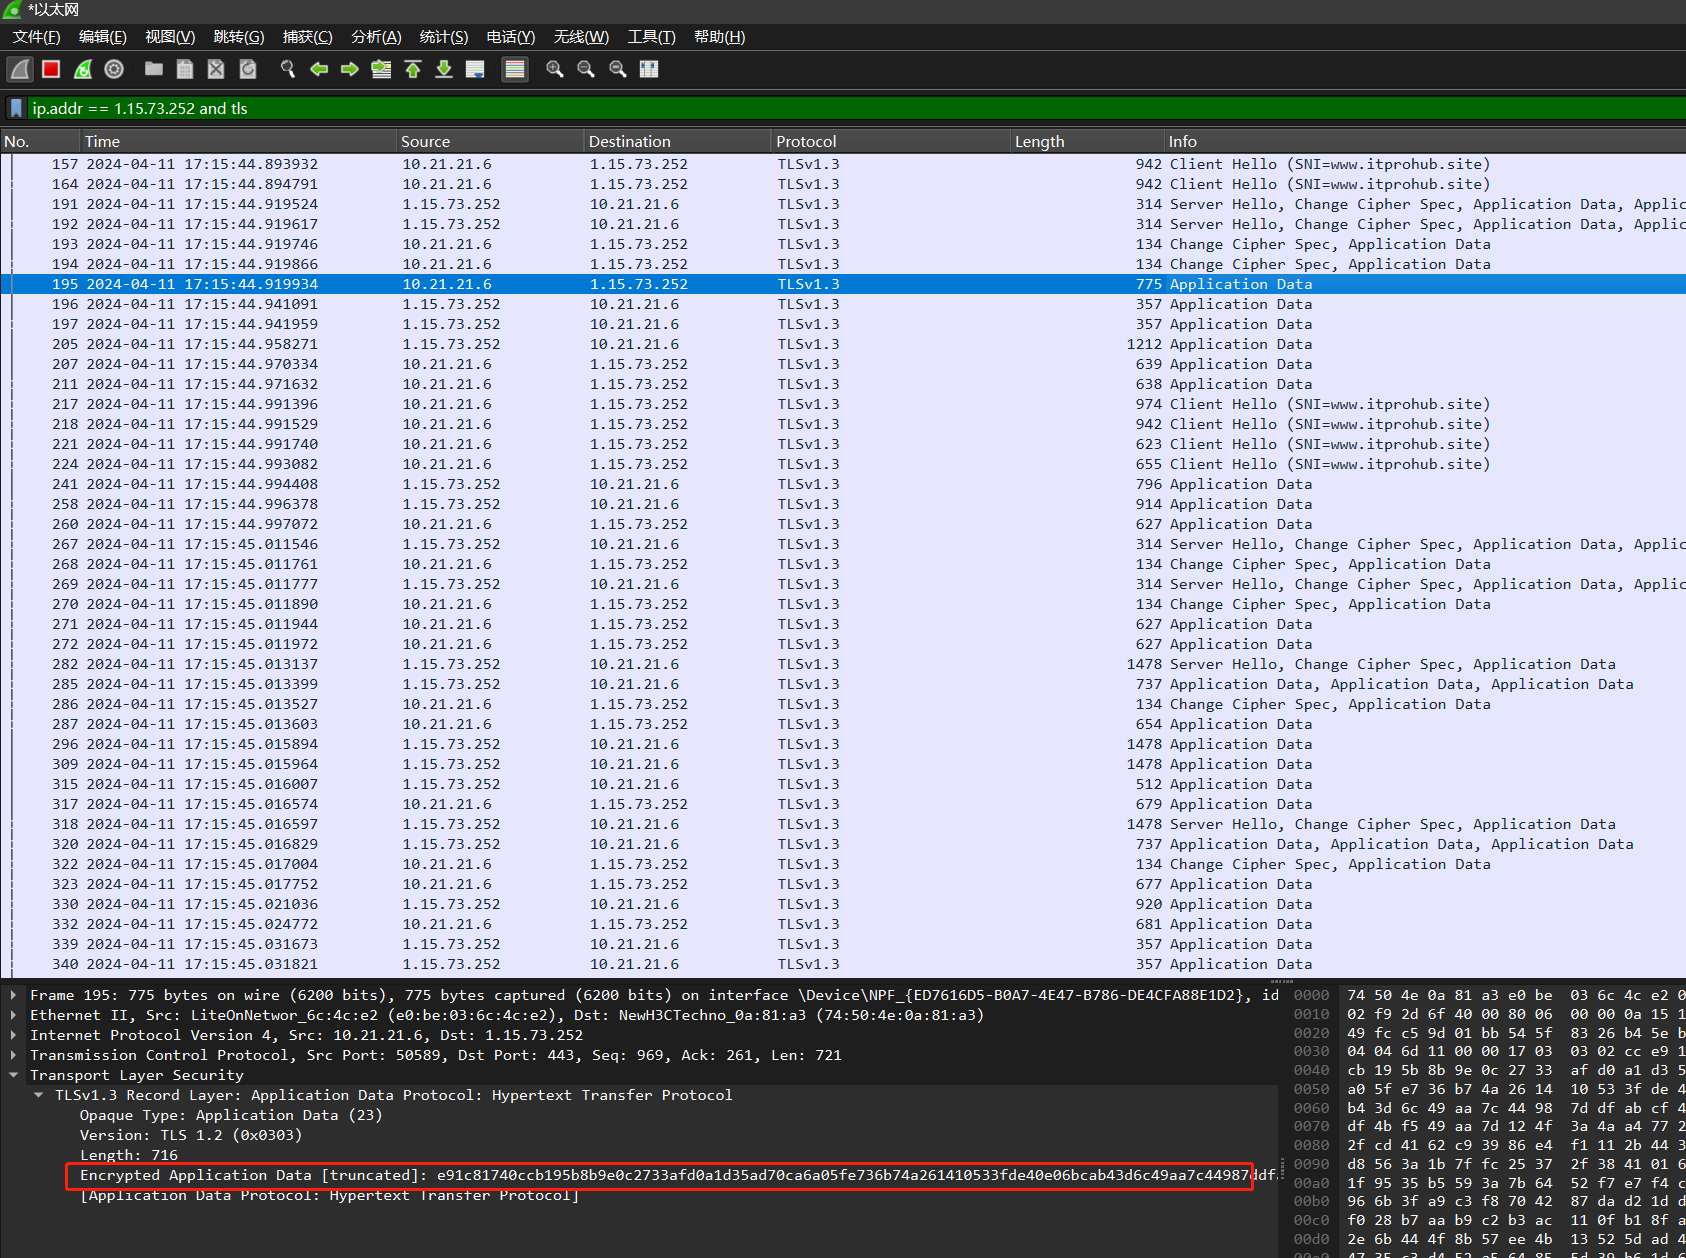 *以太网
文件(F) 编辑(E) 视图(V) 跳转(G) 捕获(C) 分析(A) 统计(S) 电话(Y) 无线(W) 工具(T) 帮助(H)
ip.addr == 1.15.73.252 and tls
No. Time Source Destination Protocol Length Info
157 2024-04-11 17:15:44.893932 10.21.21.6 1.15.73.252 TLSv1.3 942 Client Hello (SNI=www.itprohub.site)
164 2024-04-11 17:15:44.894791 10.21.21.6 1.15.73.252 TLSv1.3 942 Client Hello (SNI=www.itprohub.site)
191 2024-04-11 17:15:44.919524 1.15.73.252 10.21.21.6 TLSv1.3 314 Server Hello, Change Cipher Spec, Application Data, Applic
192 2024-04-11 17:15:44.919617 1.15.73.252 10.21.21.6 TLSv1.3 314 Server Hello, Change Cipher Spec, Application Data, Applic
193 2024-04-11 17:15:44.919746 10.21.21.6 1.15.73.252 TLSv1.3 134 Change Cipher Spec, Application Data
194 2024-04-11 17:15:44.919866 10.21.21.6 1.15.73.252 TLSv1.3 134 Change Cipher Spec, Application Data
195 2024-04-11 17:15:44.919934 10.21.21.6 1.15.73.252 TLSv1.3 775 Application Data
196 2024-04-11 17:15:44.941091 1.15.73.252 10.21.21.6 TLSv1.3 357 Application Data
197 2024-04-11 17:15:44.941959 1.15.73.252 10.21.21.6 TLSv1.3 357 Application Data
205 2024-04-11 17:15:44.958271 1.15.73.252 10.21.21.6 TLSv1.3 1212 Application Data
207 2024-04-11 17:15:44.970334 10.21.21.6 1.15.73.252 TLSv1.3 639 Application Data
211 2024-04-11 17:15:44.971632 10.21.21.6 1.15.73.252 TLSv1.3 638 Application Data
217 2024-04-11 17:15:44.991396 10.21.21.6 1.15.73.252 TLSv1.3 974 Client Hello (SNI=www.itprohub.site)
218 2024-04-11 17:15:44.991529 10.21.21.6 1.15.73.252 TLSv1.3 942 Client Hello (SNI=www.itprohub.site)
221 2024-04-11 17:15:44.991740 10.21.21.6 1.15.73.252 TLSv1.3 623 Client Hello (SNI=www.itprohub.site)
224 2024-04-11 17:15:44.993082 10.21.21.6 1.15.73.252 TLSv1.3 655 Client Hello (SNI=www.itprohub.site)
241 2024-04-11 17:15:44.994408 1.15.73.252 10.21.21.6 TLSv1.3 796 Application Data
258 2024-04-11 17:15:44.996378 1.15.73.252 10.21.21.6 TLSv1.3 914 Application Data
260 2024-04-11 17:15:44.997072 10.21.21.6 1.15.73.252 TLSv1.3 627 Application Data
267 2024-04-11 17:15:45.011546 1.15.73.252 10.21.21.6 TLSv1.3 314 Server Hello, Change Cipher Spec, Application Data, Applic
268 2024-04-11 17:15:45.011761 10.21.21.6 1.15.73.252 TLSv1.3 134 Change Cipher Spec, Application Data
269 2024-04-11 17:15:45.011777 1.15.73.252 10.21.21.6 TLSv1.3 314 Server Hello, Change Cipher Spec, Application Data, Applic
270 2024-04-11 17:15:45.011890 10.21.21.6 1.15.73.252 TLSv1.3 134 Change Cipher Spec, Application Data
271 2024-04-11 17:15:45.011944 10.21.21.6 1.15.73.252 TLSv1.3 627 Application Data
272 2024-04-11 17:15:45.011972 10.21.21.6 1.15.73.252 TLSv1.3 627 Application Data
282 2024-04-11 17:15:45.013137 1.15.73.252 10.21.21.6 TLSv1.3 1478 Server Hello, Change Cipher Spec, Application Data
285 2024-04-11 17:15:45.013399 1.15.73.252 10.21.21.6 TLSv1.3 737 Application Data, Application Data, Application Data
286 2024-04-11 17:15:45.013527 10.21.21.6 1.15.73.252 TLSv1.3 134 Change Cipher Spec, Application Data
287 2024-04-11 17:15:45.013603 10.21.21.6 1.15.73.252 TLSv1.3 654 Application Data
296 2024-04-11 17:15:45.015894 1.15.73.252 10.21.21.6 TLSv1.3 1478 Application Data
309 2024-04-11 17:15:45.015964 1.15.73.252 10.21.21.6 TLSv1.3 1478 Application Data
315 2024-04-11 17:15:45.016007 1.15.73.252 10.21.21.6 TLSv1.3 512 Application Data
317 2024-04-11 17:15:45.016574 10.21.21.6 1.15.73.252 TLSv1.3 679 Application Data
318 2024-04-11 17:15:45.016597 1.15.73.252 10.21.21.6 TLSv1.3 1478 Server Hello, Change Cipher Spec, Application Data
320 2024-04-11 17:15:45.016829 1.15.73.252 10.21.21.6 TLSv1.3 737 Application Data, Application Data, Application Data
322 2024-04-11 17:15:45.017004 10.21.21.6 1.15.73.252 TLSv1.3 134 Change Cipher Spec, Application Data
323 2024-04-11 17:15:45.017752 10.21.21.6 1.15.73.252 TLSv1.3 677 Application Data
330 2024-04-11 17:15:45.021036 1.15.73.252 10.21.21.6 TLSv1.3 920 Application Data
332 2024-04-11 17:15:45.024772 10.21.21.6 1.15.73.252 TLSv1.3 681 Application Data
339 2024-04-11 17:15:45.031673 1.15.73.252 10.21.21.6 TLSv1.3 357 Application Data
340 2024-04-11 17:15:45.031821 1.15.73.252 10.21.21.6 TLSv1.3 357 Application Data
Frame 195: 775 bytes on wire (6200 bits), 775 bytes captured (6200 bits) on interface \Device\NPF_{ED7616D5-B0A7-4E47-B786-DE4CFA88E1D2}, id
Ethernet II, Src: LiteOnNetwor_6c:4c:e2 (e0:be:03:6c:4c:e2), Dst: NewH3CTechno_0a:81:a3 (74:50:4e:0a:81:a3)
Internet Protocol Version 4, Src: 10.21.21.6, Dst: 1.15.73.252
Transmission Control Protocol, Src Port: 50589, Dst Port: 443, Seq: 969, Ack: 261, Len: 721
Transport Layer Security
TLSv1.3 Record Layer: Application Data Protocol: Hypertext Transfer Protocol
Opaque Type: Application Data (23)
Version: TLS 1.2 (0x0303)
Length: 716
Encrypted Application Data [truncated]: e91c81740ccb195b8b9e0c2733afd0a1d35ad70ca6a05fe736b74a261410533fde40e06bcab43d6c49aa7c44987ddf
[Application Data Protocol: Hypertext Transfer Protocol]
0000 74 50 4e 0a 81 a3 e0 be 03 6c 4c e2 0
0010 02 f9 2d 6f 40 00 80 06 00 00 0a 15 1
0020 49 fc c5 9d 01 bb 54 5f 83 26 b4 5e b
0030 04 04 6d 11 00 00 17 03 03 02 cc e9 1
0040 cb 19 5b 8b 9e 0c 27 33 af d0 a1 d3 5
0050 a0 5f e7 36 b7 4a 26 14 10 53 3f de 4
0060 b4 3d 6c 49 aa 7c 44 98 7d df ab cf 4
0070 df 4b f5 49 aa 7d 12 4f 3a 4a a4 77 2
0080 2f cd 41 62 c9 39 86 e4 f1 11 2b 44 3
0090 d8 56 3a 1b 7f fc 25 37 2f 38 41 01 6
00a0 1f 95 35 b5 59 3a 7b 64 52 f7 e7 f4 c
00b0 96 6b 3f a9 c3 f8 70 42 87 da d2 1d d
00c0 f0 28 b7 aa b9 c2 b3 ac 11 0f b1 8f a
00d0 2e 6b 44 4f 8b 57 ee 4b 13 52 5d ad 4